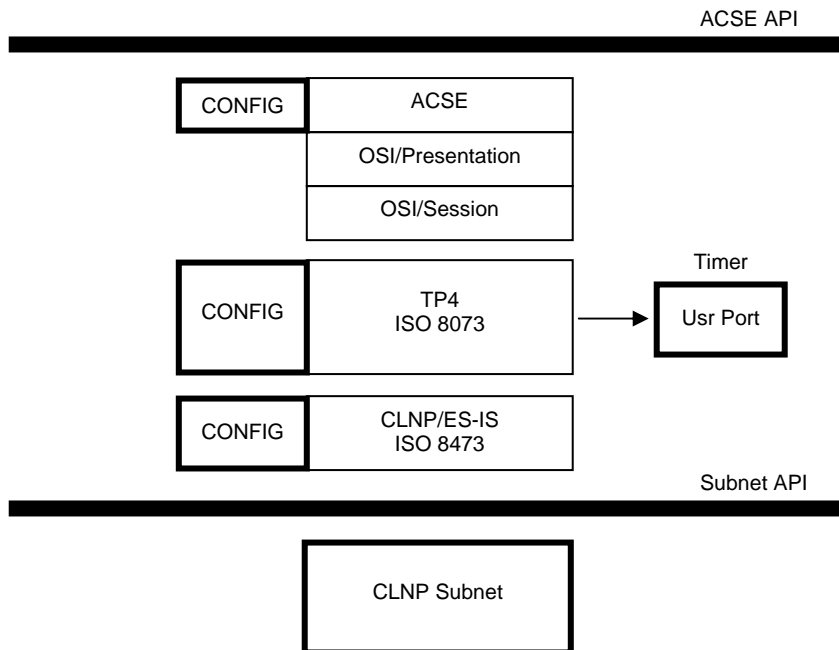 ACSE API
CONFIG
ACSE
OSI/Presentation
OSI/Session
Timer
CONFIG
TP4
ISO 8073
Usr Port
CONFIG
CLNP/ES-IS
ISO 8473
Subnet API
CLNP Subnet